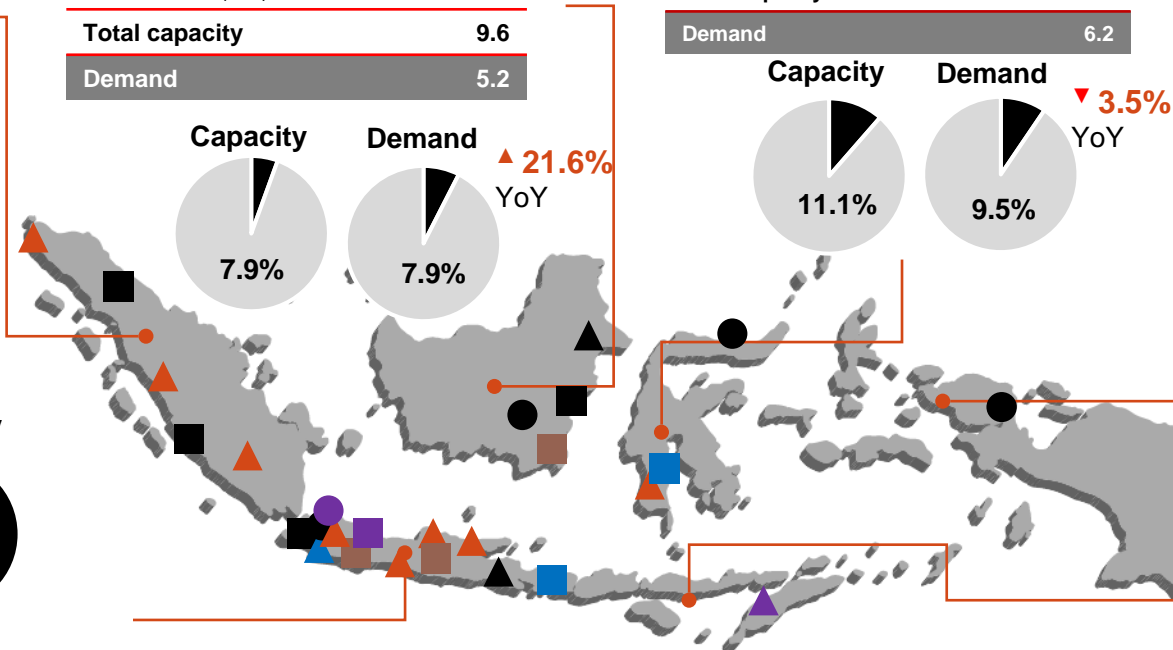 Total capacity 9.6
Demand 5.2
Demand 6.2
Capacity Demand
7.9% 7.9%
▲ 21.6%
YoY
Capacity Demand
11.1% 9.5%
▼ 3.5%
YoY